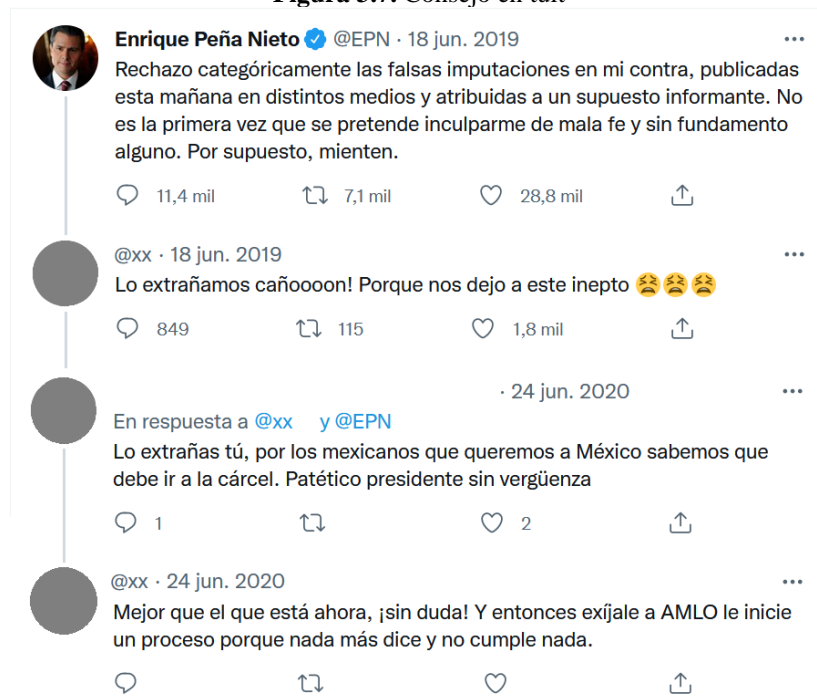 Figura 3.7. Consejo en tuit
Enrique Peña Nieto @EPN · 18 jun. 2019
Rechazo categóricamente las falsas imputaciones en mi contra, publicadas
esta mañana en distintos medios y atribuidas a un supuesto informante. No
es la primera vez que se pretende inculparme de mala fe y sin fundamento
alguno. Por supuesto, mienten.
11,4 mil 7,1 mil 28,8 mil
@xx · 18 jun. 2019
Lo extrañamos cañoooon! Porque nos dejo a este inepto 😫😫😫
849 115 1,8 mil
· 24 jun. 2020
En respuesta a @xx y @EPN
Lo extrañas tú, por los mexicanos que queremos a México sabemos que
debe ir a la cárcel. Patético presidente sin vergüenza
1 2
@xx · 24 jun. 2020
Mejor que el que está ahora, ¡sin duda! Y entonces exíjale a AMLO le inicie
un proceso porque nada más dice y no cumple nada.